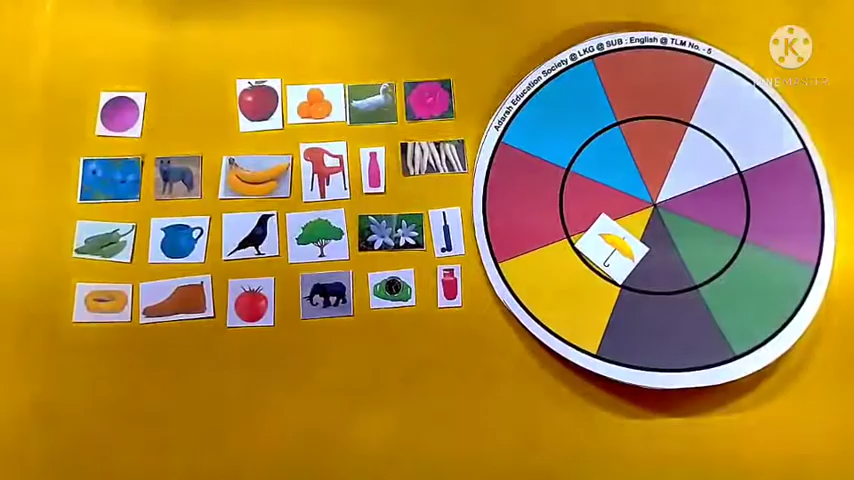 Adarsh Education Society @ LKG @ SUB : English @ TLM No. - 5
K
KINEMASTER